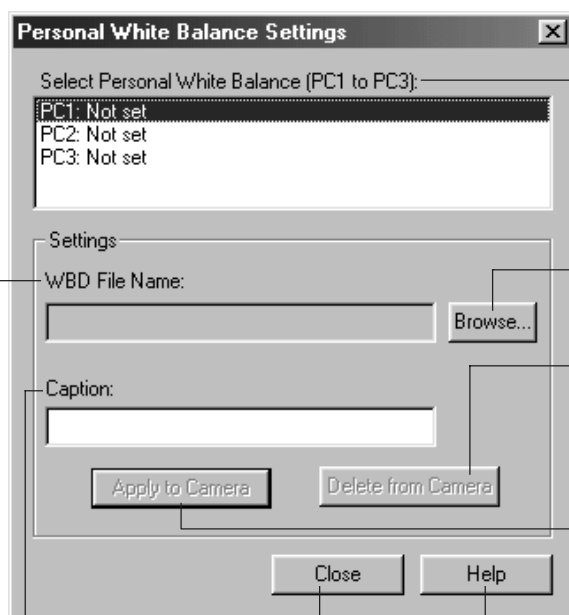 Personal White Balance Settings
Select Personal White Balance (PC1 to PC3):
PC1: Not set
PC2: Not set
PC3: Not set
Settings
WBD File Name:
Browse...
Caption:
Apply to Camera
Delete from Camera
Close
Help